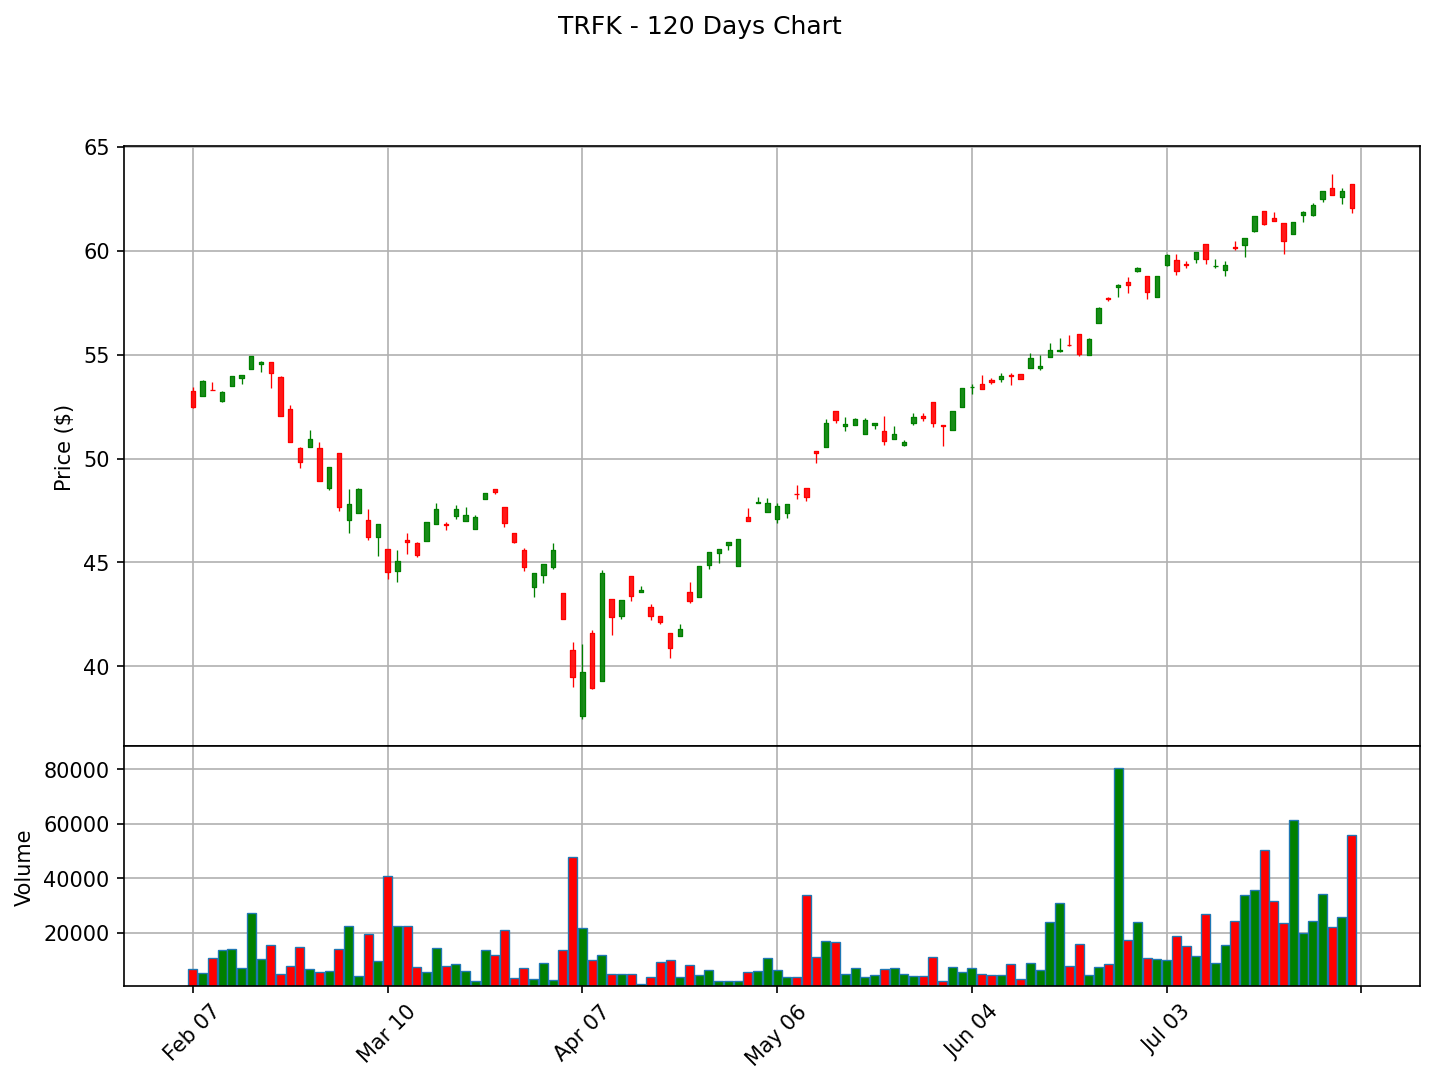 TRFK - 120 Days Chart
65
60
55
50
45
40
Price ($)
80000
60000
40000
20000
Volume
Feb 07
Mar 10
Apr 07
May 06
Jun 04
Jul 03